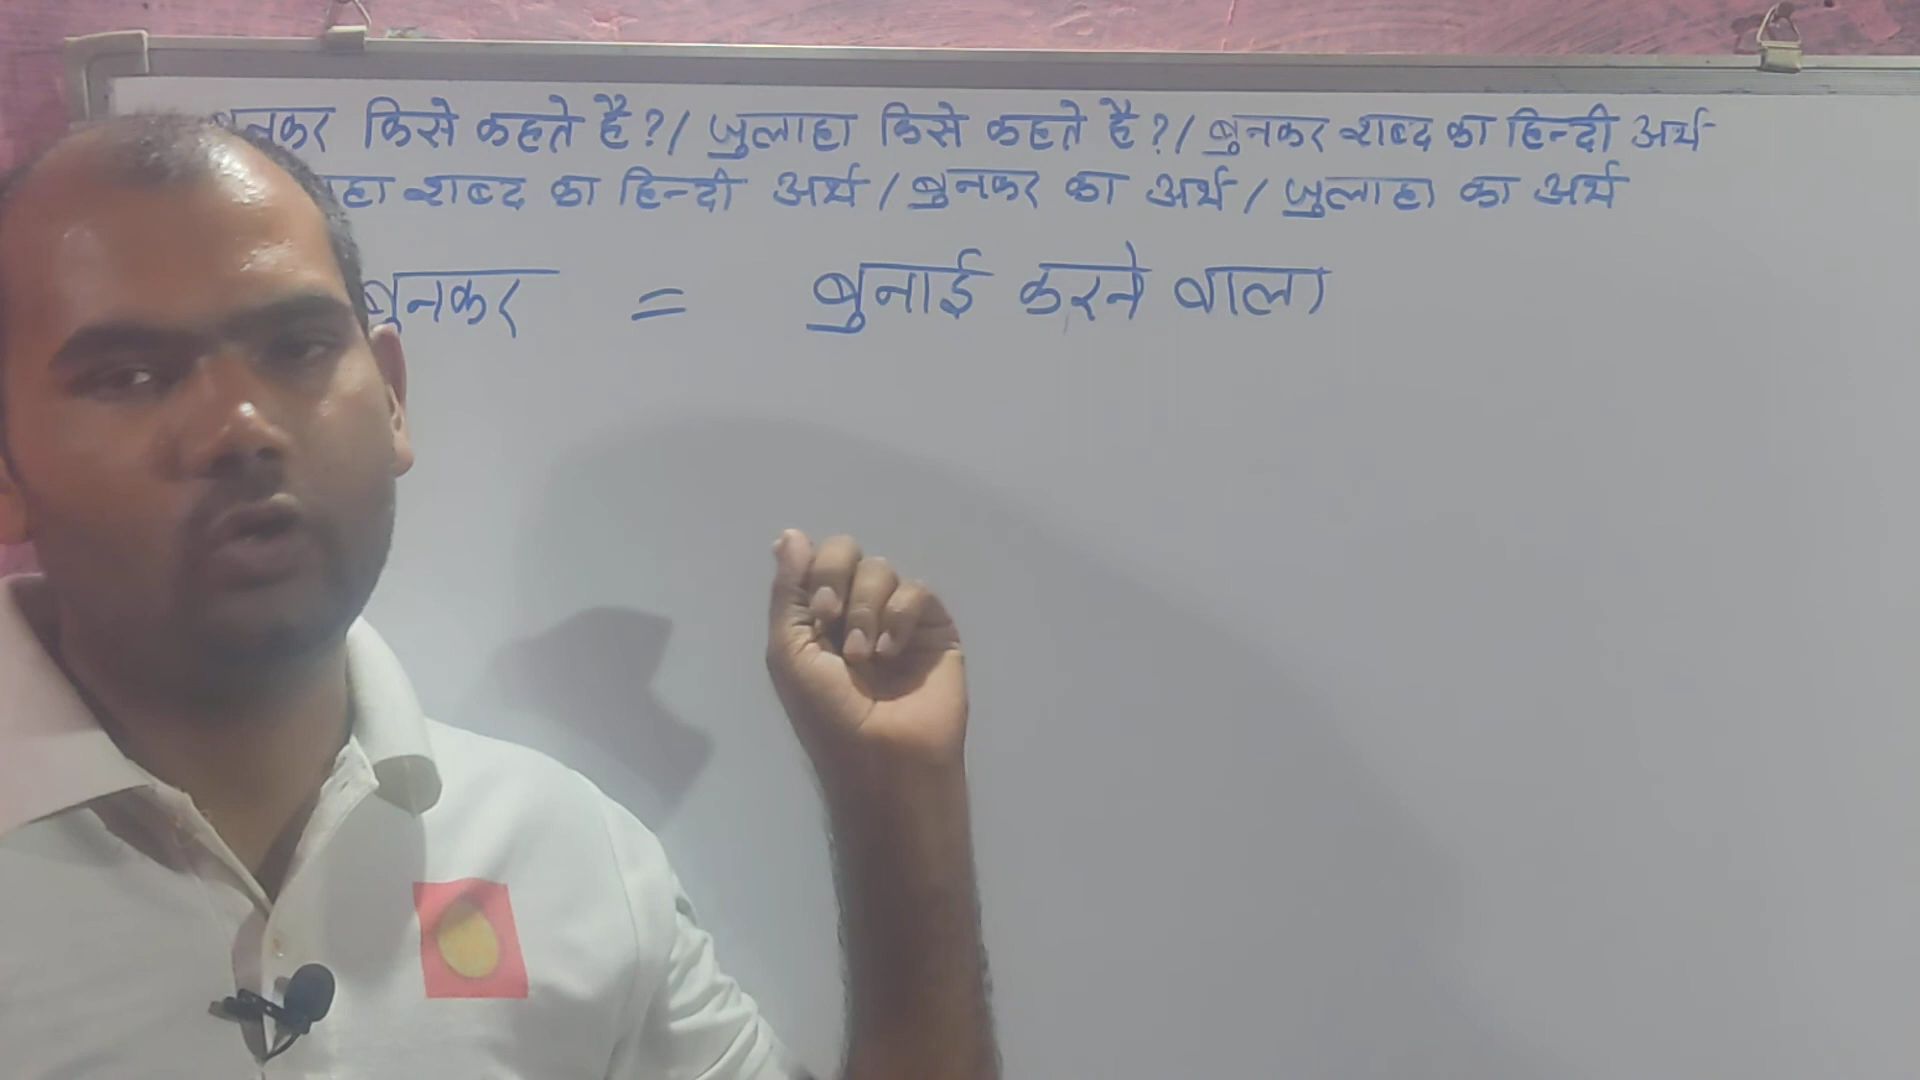 किसे कहते है?/ जुलाहा किसे कहते है?/ बुनकर शब्द का हिन्दी अर्थ
शब्द का हिन्दी अर्थ / बुनकर का अर्थ / जुलाहा का अर्थ
बुनकर = बुनाई करने वाला